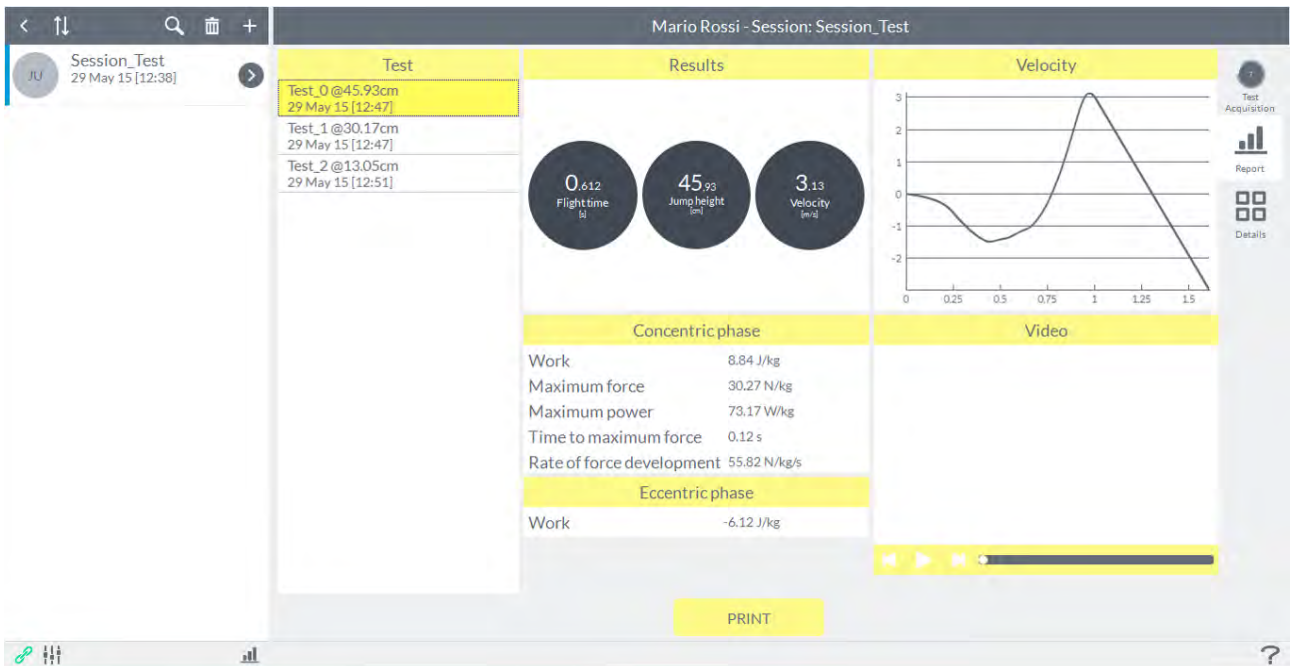 Mario Rossi - Session: Session_Test
JU
Session_Test
29 May 15 [12:38]
Test
Test_0 @45.93cm
29 May 15 [12:47]
Test_1 @30.17cm
29 May 15 [12:47]
Test_2 @13.05cm
29 May 15 [12:51]
Results
0.612
Flight time
[s]
45.93
Jump height
[cm]
3.13
Velocity
[m/s]
Concentric phase
Work 8.84 J/kg
Maximum force 30.27 N/kg
Maximum power 73.17 W/kg
Time to maximum force 0.12 s
Rate of force development 55.82 N/kg/s
Eccentric phase
Work -6.12 J/kg
Velocity
3
2
1
0
-1
-2
0 0.25 0.5 0.75 1 1.25 1.5
Video
T
Test
Acquisition
Report
Details
PRINT
?